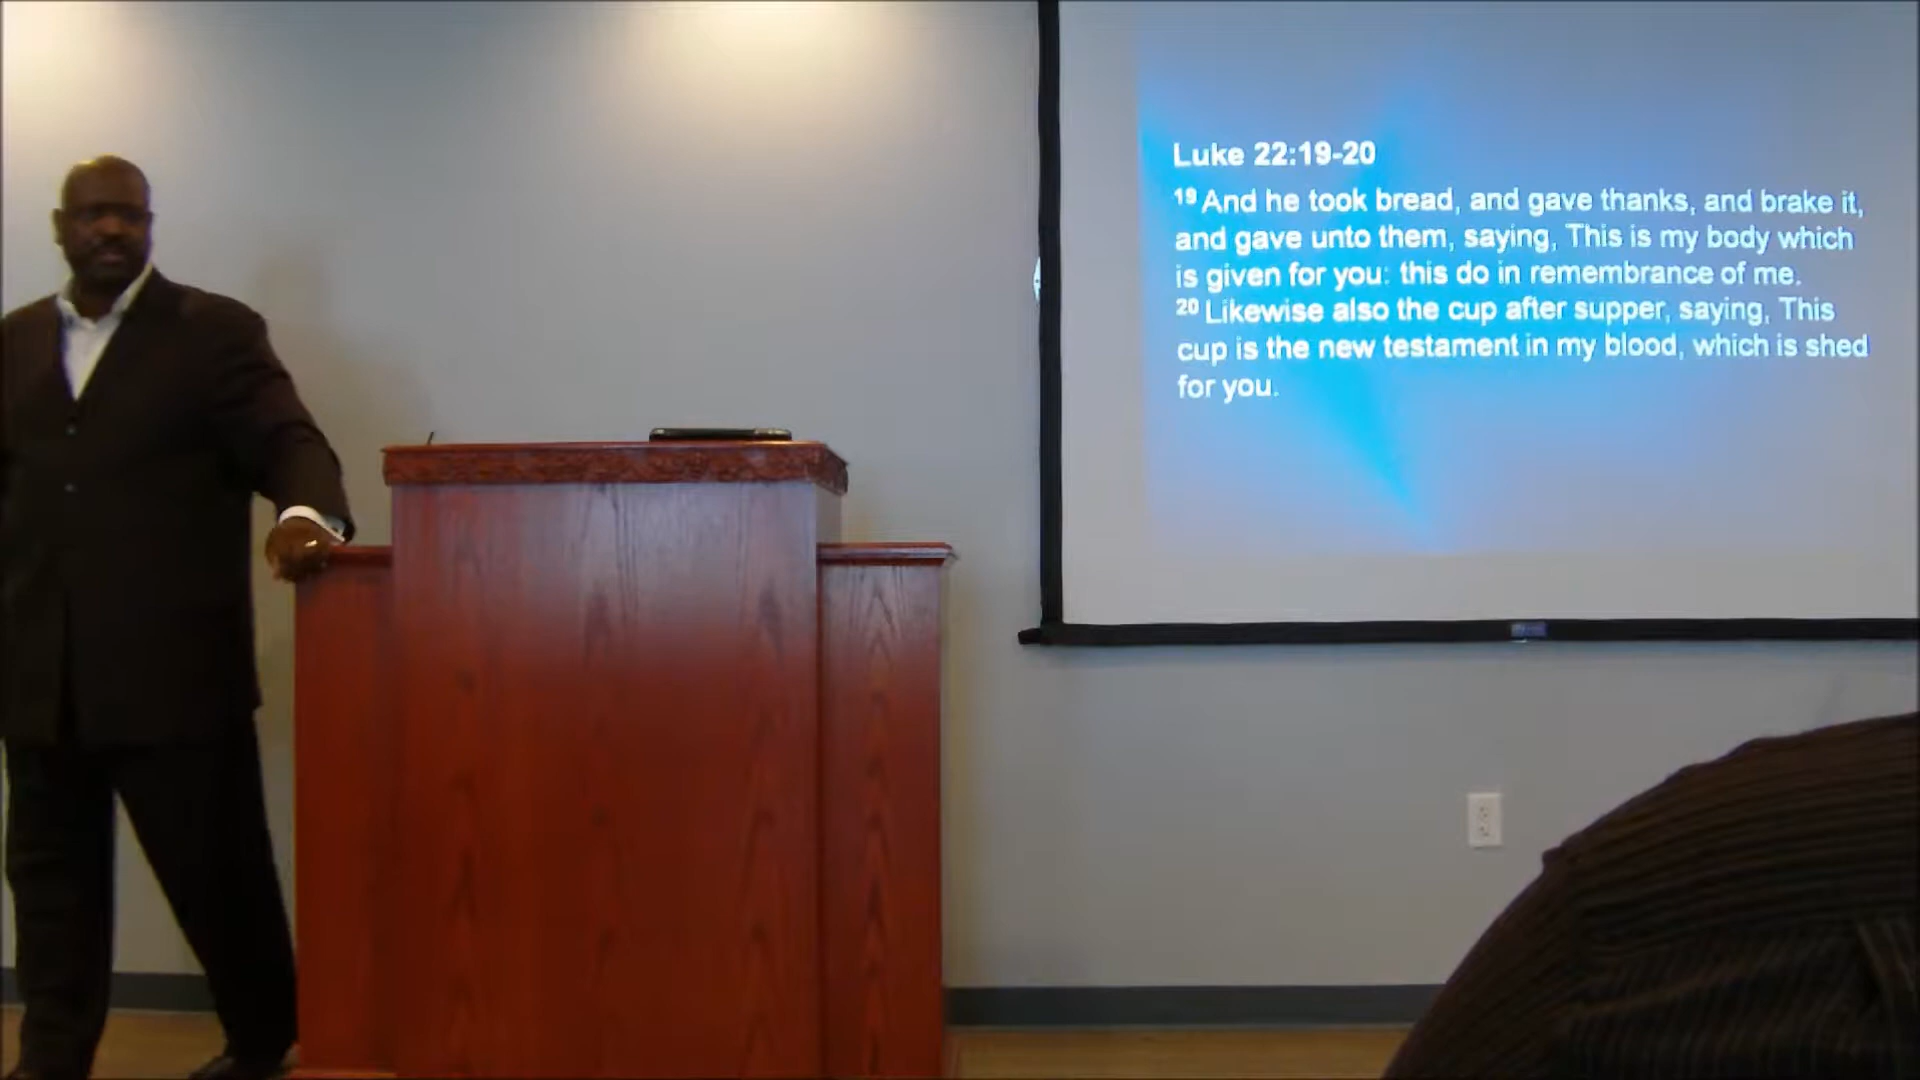 Luke 22:19-20
19 And he took bread, and gave thanks, and brake it,
and gave unto them, saying, This is my body which
is given for you: this do in remembrance of me.
20 Likewise also the cup after supper, saying, This
cup is the new testament in my blood, which is shed
for you.